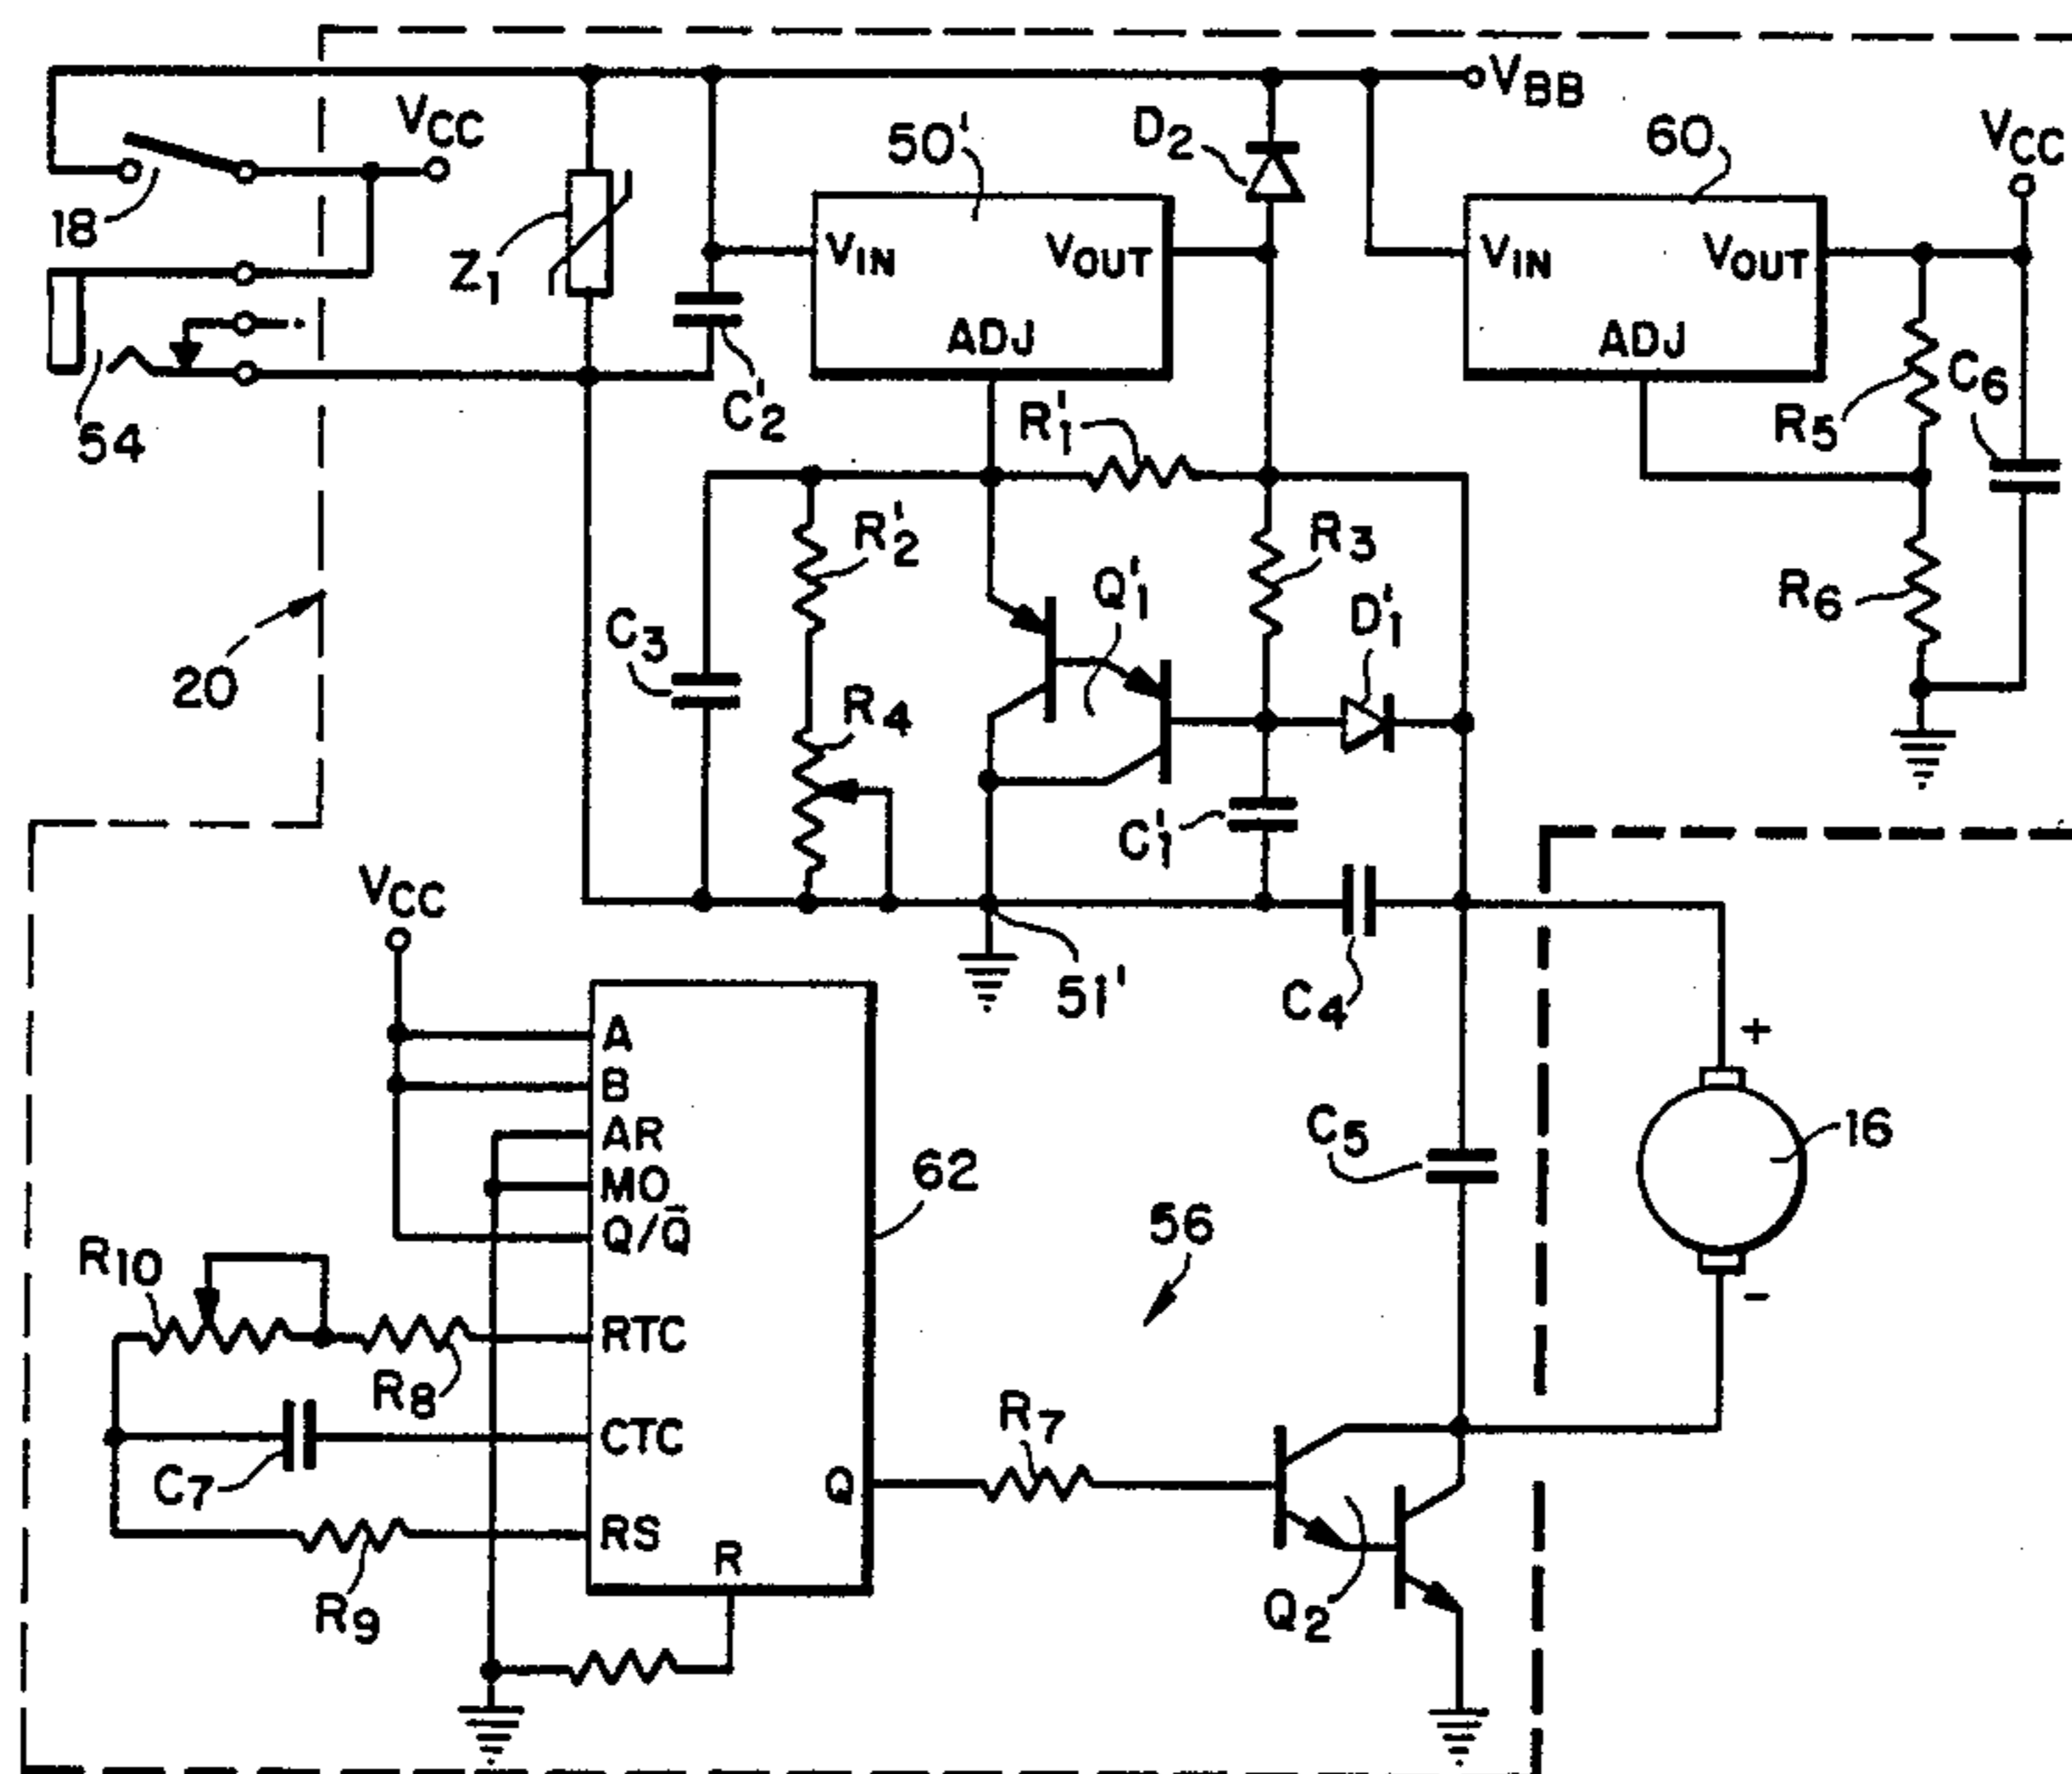 VBB
VCC
50'
D2
60
VCC
18
Z1
VIN
VOUT
VIN
VOUT
ADJ
ADJ
54
C'2
R'1
R5
C6
R'2
R3
Q'1
D'1
R6
C3
20
R4
C'1
VCC
51'
C4
A
+
B
AR
C5
16
MO
62
Q/Q̄
56
R10
-
RTC
R8
R7
CTC
C7
Q
RS
R
R9
Q2